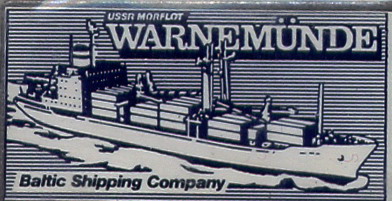 USSR MORFLOT
WARNEMÜNDE
Baltic Shipping Company